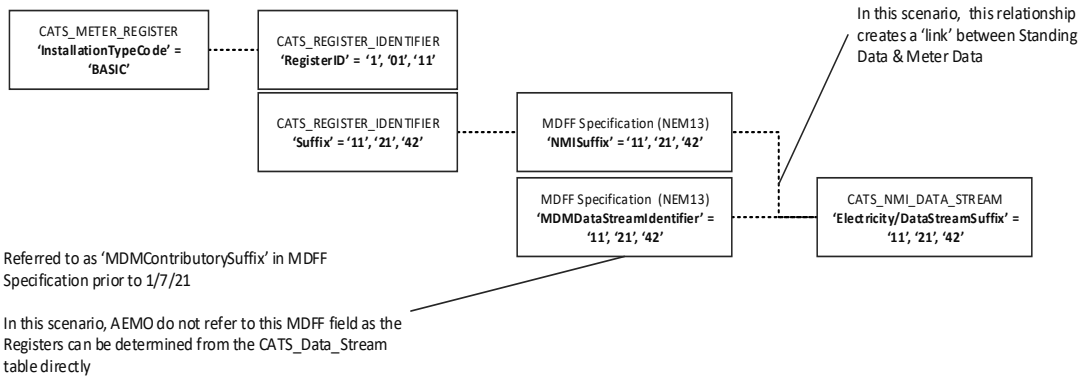 In this scenario, this relationship
creates a ‘link’ between Standing
Data & Meter Data
CATS_METER_REGISTER
‘InstallationTypeCode’ =
‘BASIC’
CATS_REGISTER_IDENTIFIER
‘RegisterID’ = ‘1’, ‘01’, ‘11’
CATS_REGISTER_IDENTIFIER
‘Suffix’ = ‘11’, ‘21’, ‘42’
MDFF Specification (NEM13)
‘NMISuffix’ = ‘11’, ‘21’, ‘42’
MDFF Specification (NEM13)
‘MDMDataStreamIdentifier’ =
‘11’, ‘21’, ‘42’
CATS_NMI_DATA_STREAM
‘Electricity/DataStreamSuffix’ =
‘11’, ‘21’, ‘42’
Referred to as ‘MDMContributorySuffix’ in MDFF
Specification prior to 1/7/21
In this scenario, AEMO do not refer to this MDFF field as the
Registers can be determined from the CATS_Data_Stream
table directly